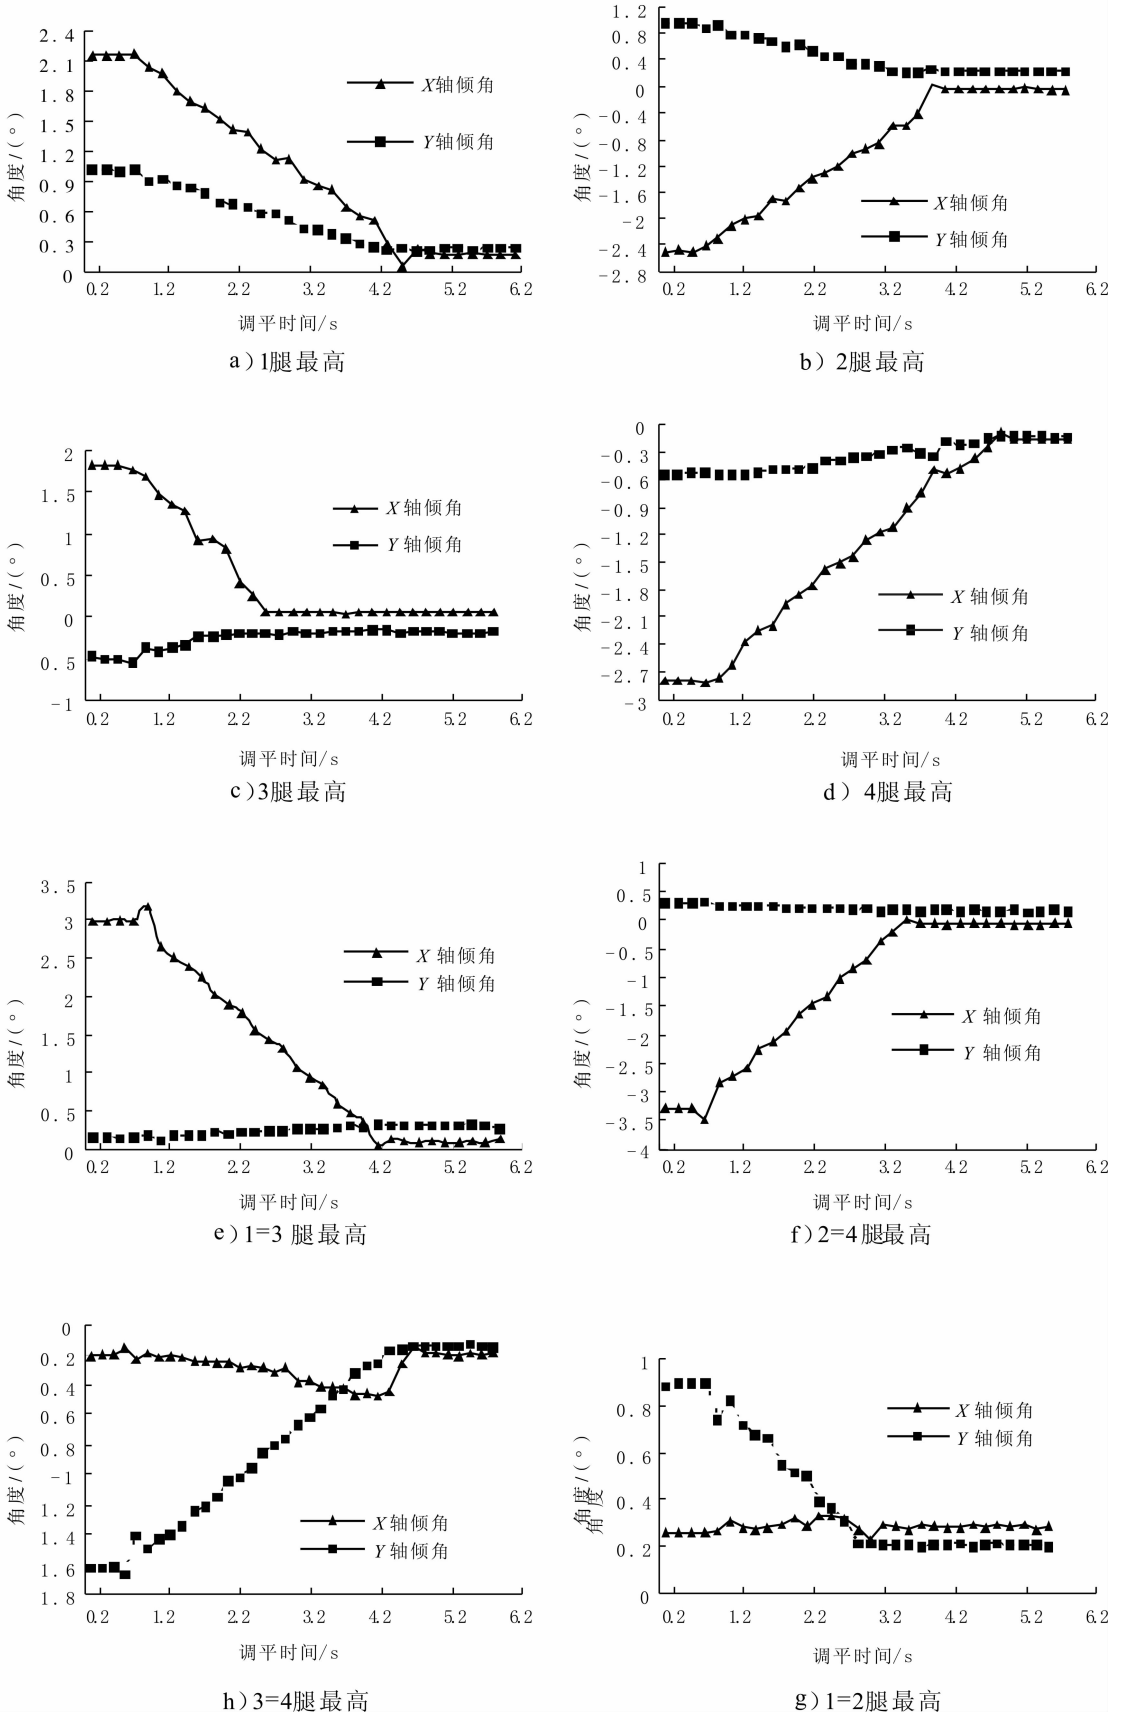 2.4
2.1
1.8
1.5
1.2
0.9
0.6
0.3
0
角度/(°)
X轴倾角
Y轴倾角
0.2 1.2 2.2 3.2 4.2 5.2 6.2
调平时间/s
a)1腿最高
1.2
0.8
0.4
0
-0.4
-0.8
-1.2
-1.6
-2
-2.4
-2.8
角度/(°)
X轴倾角
Y轴倾角
0.2 1.2 2.2 3.2 4.2 5.2 6.2
调平时间/s
b) 2腿最高
2
1.5
1
0.5
0
0.5
-1
角度/(°)
X轴倾角
Y轴倾角
0.2 1.2 2.2 3.2 4.2 5.2 6.2
调平时间/s
c)3腿最高
0
-0.3
-0.6
-0.9
-1.2
-1.5
-1.8
-2.1
-2.4
-2.7
-3
角度/(°)
X 轴倾角
Y 轴倾角
0.2 1.2 2.2 3.2 4.2 5.2 6.2
调平时间/s
d) 4腿最高
3.5
3
2.5
2
1.5
1
0.5
0
角度/(°)
X 轴倾角
Y 轴倾角
0.2 1.2 2.2 3.2 4.2 5.2 6.2
调平时间/s
e)1=3 腿最高
1
0.5
0
-0.5
-1
-1.5
-2
-2.5
-3
-3.5
-4
角度/(°)
X 轴倾角
Y 轴倾角
0.2 1.2 2.2 3.2 4.2 5.2 6.2
调平时间/s
f)2=4腿最高
0
0.2
0.4
0.6
0.8
-1
1.2
1.4
1.6
1.8
角度/(°)
X轴倾角
Y轴倾角
0.2 1.2 2.2 3.2 4.2 5.2 6.2
调平时间/s
h)3=4腿最高
1
0.8
0.6
0.4
0.2
0
角度/(°)
角度
X 轴倾角
Y 轴倾角
0.2 1.2 2.2 3.2 4.2 5.2 6.2
调平时间/s
g)1=2腿最高